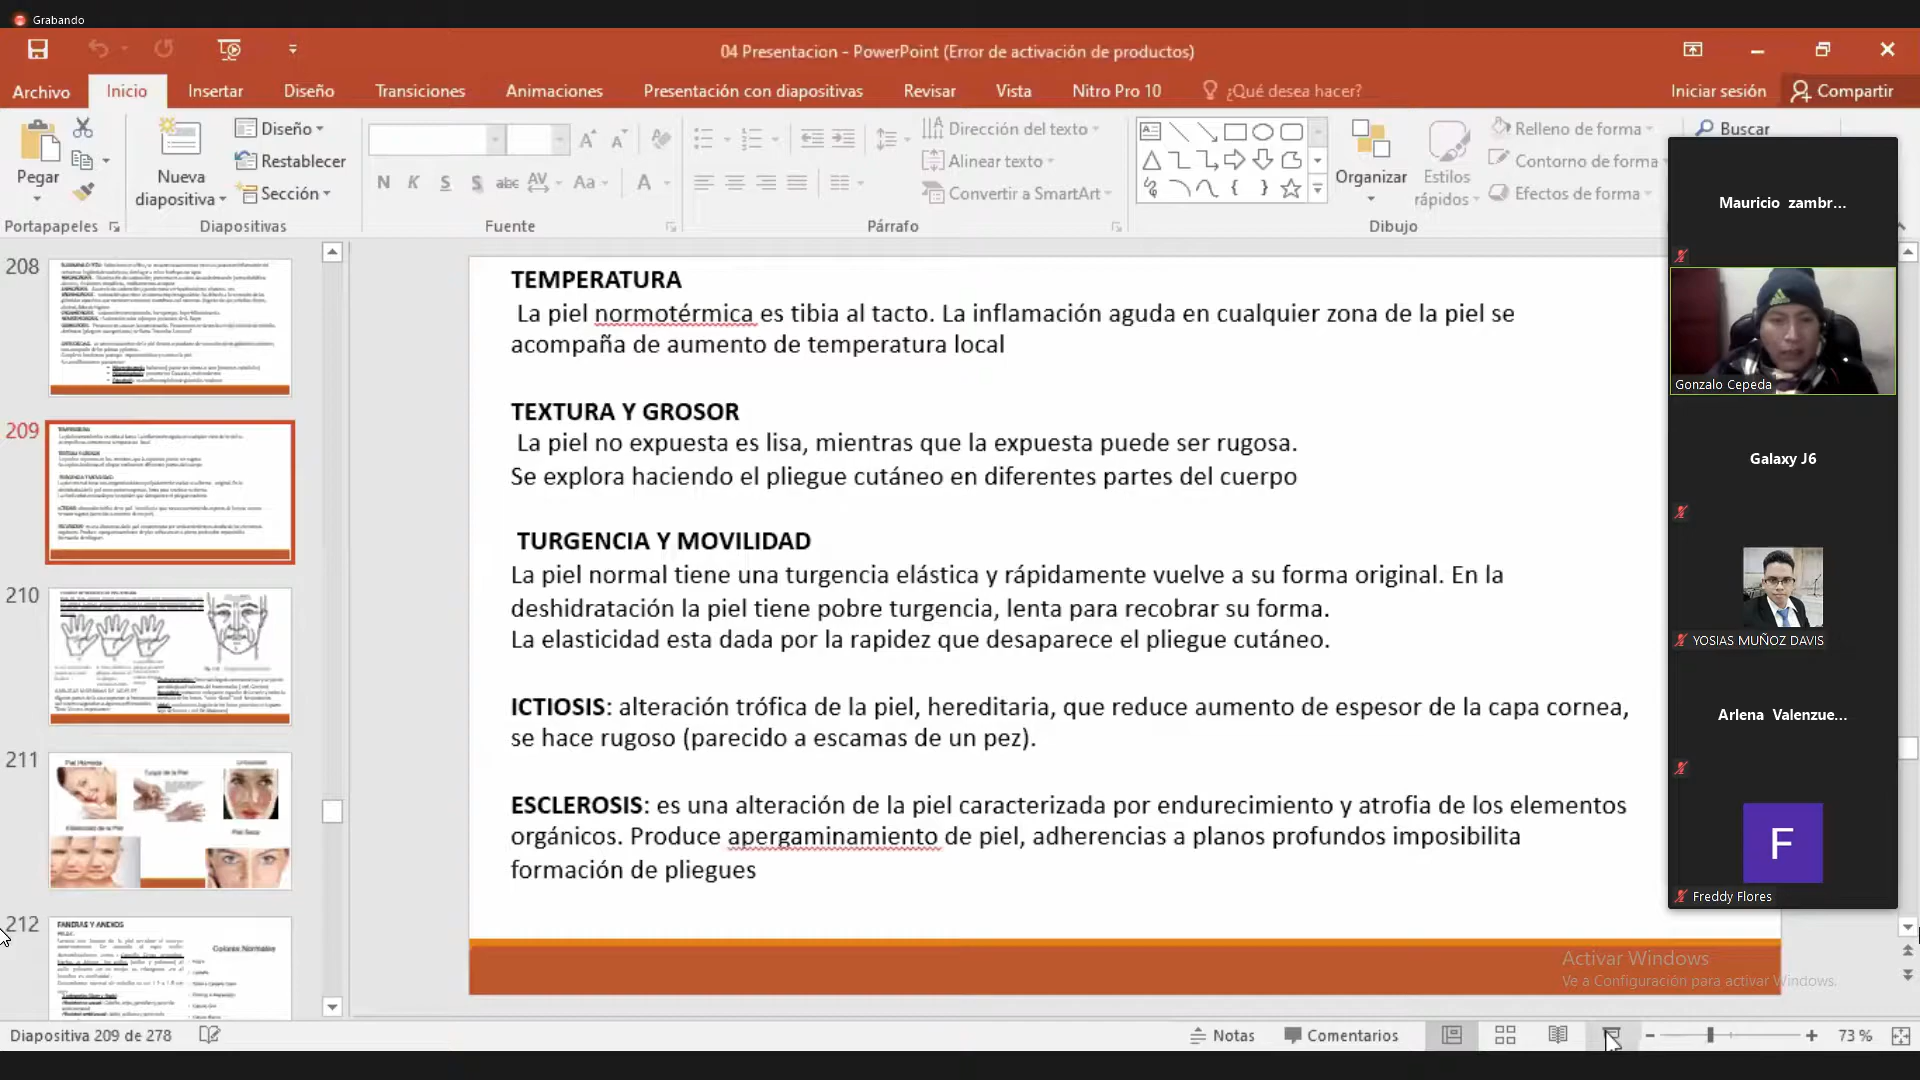 Grabando
04 Presentacion - PowerPoint (Error de activación de productos)
Archivo Inicio Insertar Diseño Transiciones Animaciones Presentación con diapositivas Revisar Vista Nitro Pro 10 ¿Qué desea hacer? Iniciar sesión Compartir
Pegar
Nueva diapositiva
Diseño
Restablecer
Sección
N K S S abc AV Aa A
Dirección del texto
Alinear texto
Convertir a SmartArt
Organizar
Estilos rápidos
Relleno de forma
Contorno de forma
Efectos de forma
Buscar
Portapapeles Diapositivas Fuente Párrafo Dibujo
208
209
210
211
Piel Húmeda
Piel Seca
212
FANERAS Y ANEXOS
Colores Normales
TEMPERATURA
La piel normotérmica es tibia al tacto. La inflamación aguda en cualquier zona de la piel se
acompaña de aumento de temperatura local
TEXTURA Y GROSOR
La piel no expuesta es lisa, mientras que la expuesta puede ser rugosa.
Se explora haciendo el pliegue cutáneo en diferentes partes del cuerpo
TURGENCIA Y MOVILIDAD
La piel normal tiene una turgencia elástica y rápidamente vuelve a su forma original. En la
deshidratación la piel tiene pobre turgencia, lenta para recobrar su forma.
La elasticidad esta dada por la rapidez que desaparece el pliegue cutáneo.
ICTIOSIS: alteración trófica de la piel, hereditaria, que reduce aumento de espesor de la capa cornea,
se hace rugoso (parecido a escamas de un pez).
ESCLEROSIS: es una alteración de la piel caracterizada por endurecimiento y atrofia de los elementos
orgánicos. Produce apergaminamiento de piel, adherencias a planos profundos imposibilita
formación de pliegues
Mauricio zambr...
Gonzalo Cepeda
Galaxy J6
YOSIAS MUÑOZ DAVIS
Arlena Valenzue...
F
Freddy Flores
Activar Windows
Ve a Configuración para activar Windows.
Diapositiva 209 de 278
Notas Comentarios 73 %